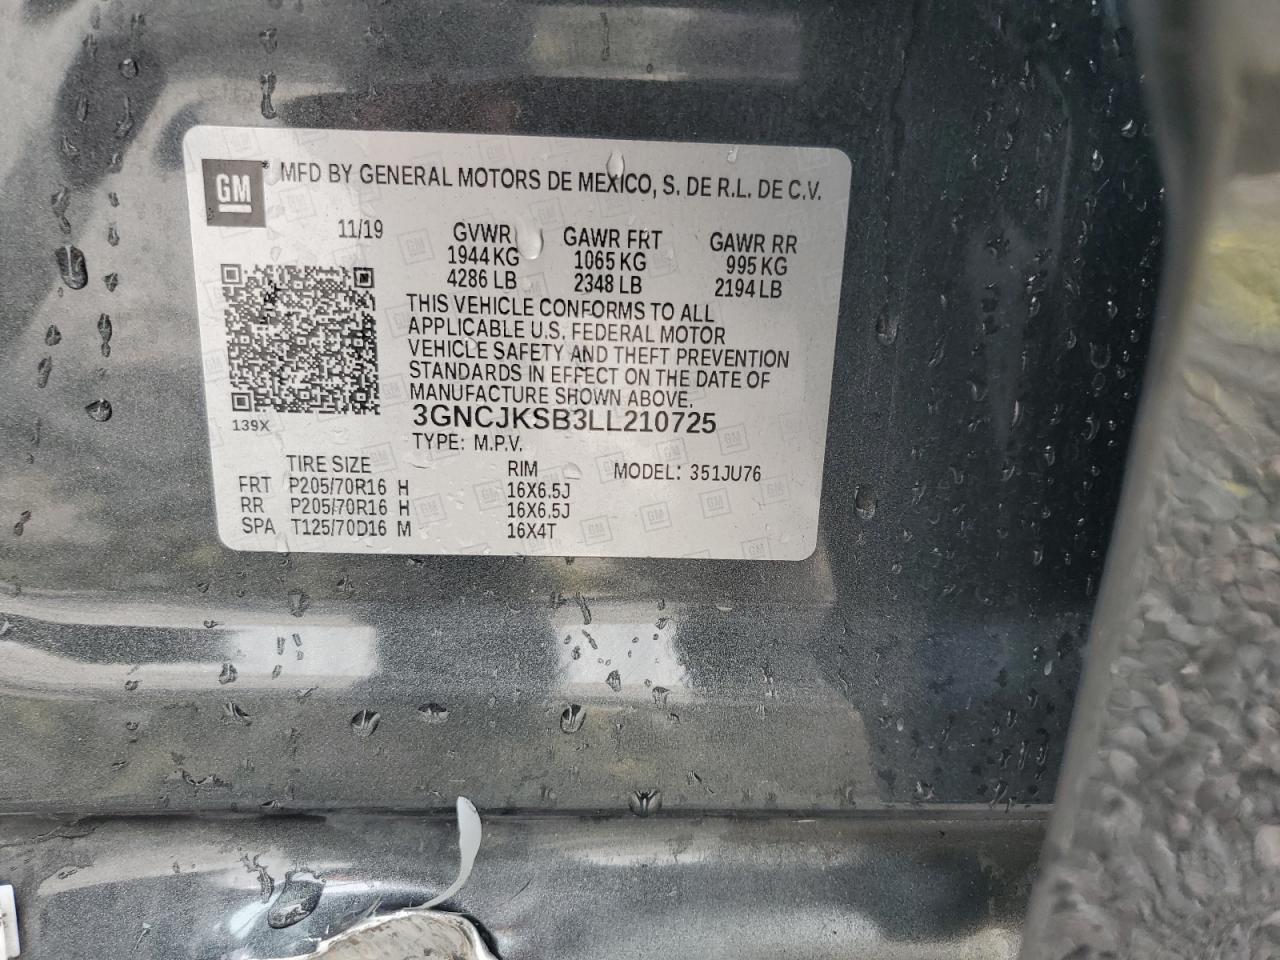 GM MFD BY GENERAL MOTORS DE MEXICO, S. DE R.L. DE C.V.
11/19 GVWR GAWR FRT GAWR RR
1944 KG 1065 KG 995 KG
4286 LB 2348 LB 2194 LB
THIS VEHICLE CONFORMS TO ALL
APPLICABLE U.S. FEDERAL MOTOR
VEHICLE SAFETY AND THEFT PREVENTION
STANDARDS IN EFFECT ON THE DATE OF
MANUFACTURE SHOWN ABOVE.
3GNCJKSB3LL210725
139X
TYPE: M.P.V.
TIRE SIZE RIM MODEL: 351JU76
FRT P205/70R16 H 16X6.5J
RR P205/70R16 H 16X6.5J
SPA T125/70D16 M 16X4T